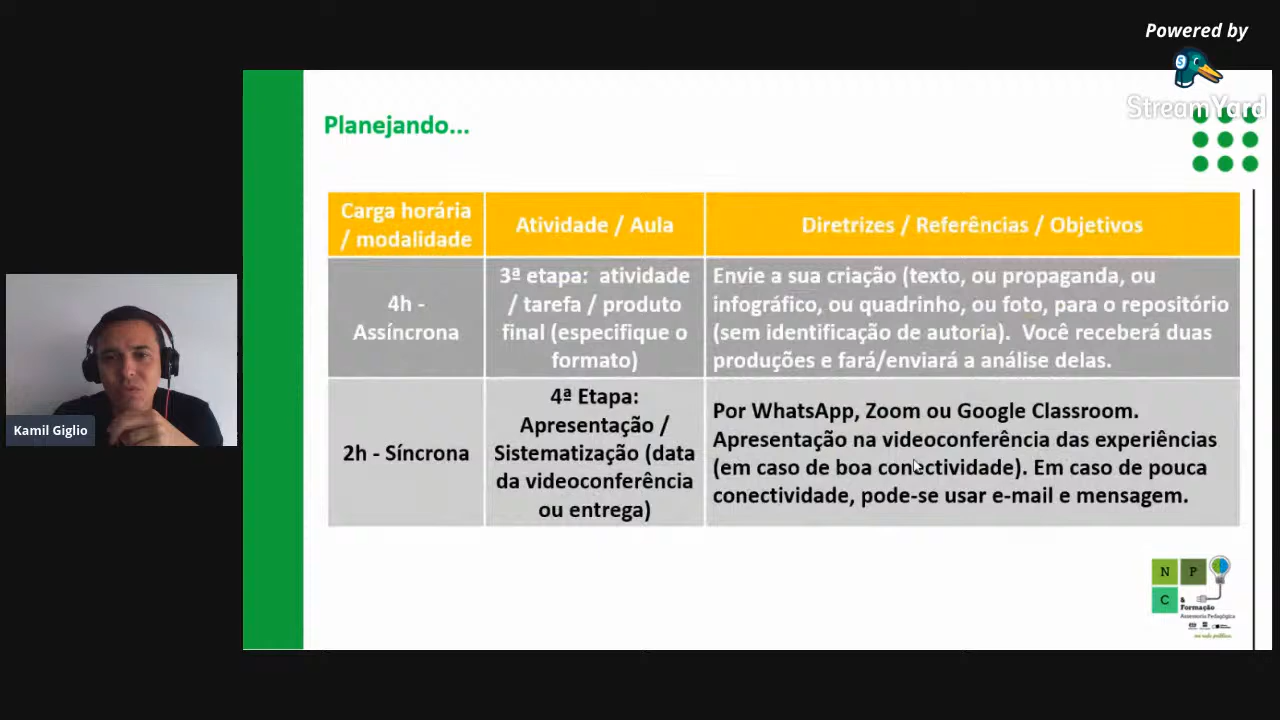 Powered by
StreamYard
Planejando...
Carga horária
/ modalidade
Atividade / Aula
Diretrizes / Referências / Objetivos
4h -
Assíncrona
3ª etapa: atividade
/ tarefa / produto
final (especifique o
formato)
Envie a sua criação (texto, ou propaganda, ou
infográfico, ou quadrinho, ou foto, para o repositório
(sem identificação de autoria). Você receberá duas
produções e fará/enviará a análise delas.
2h - Síncrona
4ª Etapa:
Apresentação /
Sistematização (data
da videoconferência
ou entrega)
Por WhatsApp, Zoom ou Google Classroom.
Apresentação na videoconferência das experiências
(em caso de boa conectividade). Em caso de pouca
conectividade, pode-se usar e-mail e mensagem.
Kamil Giglio
N P
C &
Formação
Assessoria Pedagógica